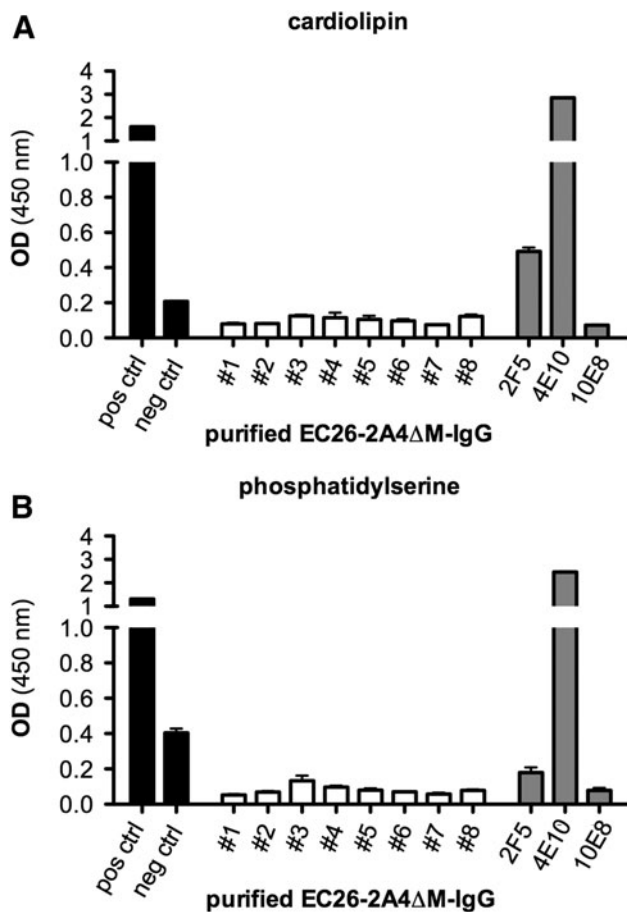 A
cardiolipin
OD (450 nm)
4
3
2
1
1.0
0.8
0.6
0.4
0.2
0.0
pos ctrl
neg ctrl
#1
#2
#3
#4
#5
#6
#7
#8
2F5
4E10
10E8
purified EC26-2A4ΔM-IgG
B
phosphatidylserine
OD (450 nm)
4
3
2
1
1.0
0.8
0.6
0.4
0.2
0.0
pos ctrl
neg ctrl
#1
#2
#3
#4
#5
#6
#7
#8
2F5
4E10
10E8
purified EC26-2A4ΔM-IgG